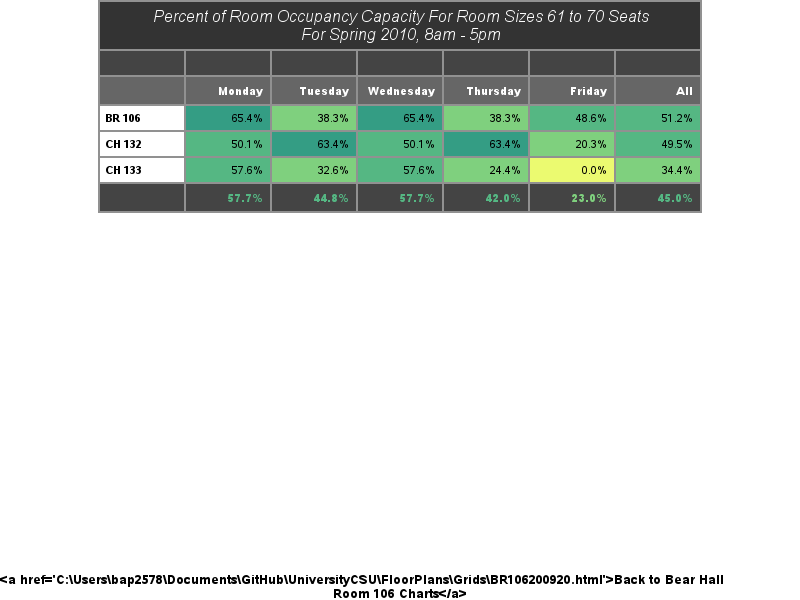 Percent of Room Occupancy Capacity For Room Sizes 61 to 70 Seats
For Spring 2010, 8am - 5pm
Monday Tuesday Wednesday Thursday Friday All
BR 106 65.4% 38.3% 65.4% 38.3% 48.6% 51.2%
CH 132 50.1% 63.4% 50.1% 63.4% 20.3% 49.5%
CH 133 57.6% 32.6% 57.6% 24.4% 0.0% 34.4%
57.7% 44.8% 57.7% 42.0% 23.0% 45.0%
<a href='C:\Users\bap2578\Documents\GitHub\UniversityCSU\FloorPlans\Grids\BR106200920.html'>Back to Bear Hall
Room 106 Charts</a>